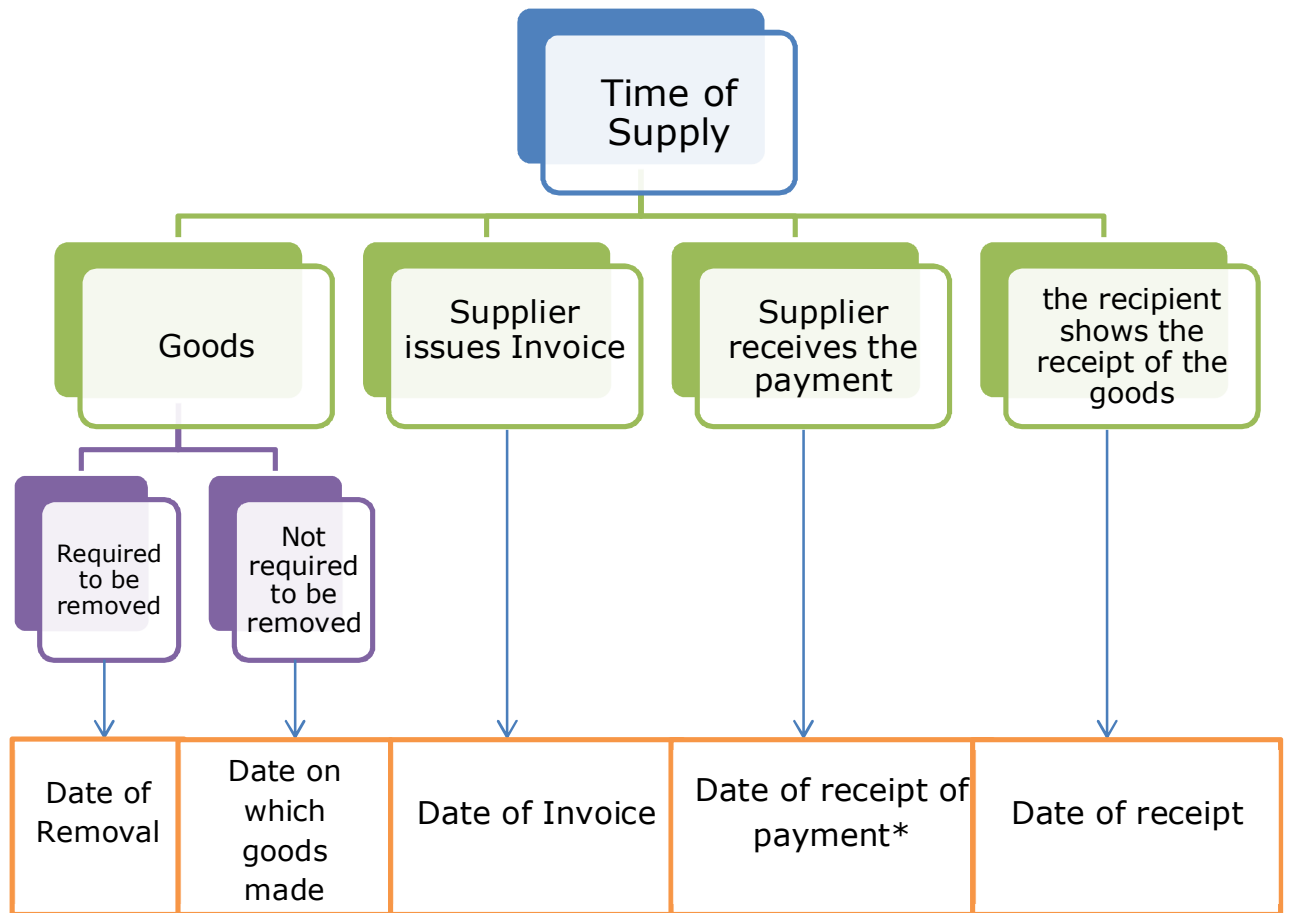 Time of
Supply
Goods
Supplier
issues Invoice
Supplier
receives the
payment
the recipient
shows the
receipt of the
goods
Required
to be
removed
Not
required
to be
removed
Date of
Removal
Date on
which
goods
made
Date of Invoice
Date of receipt of
payment*
Date of receipt